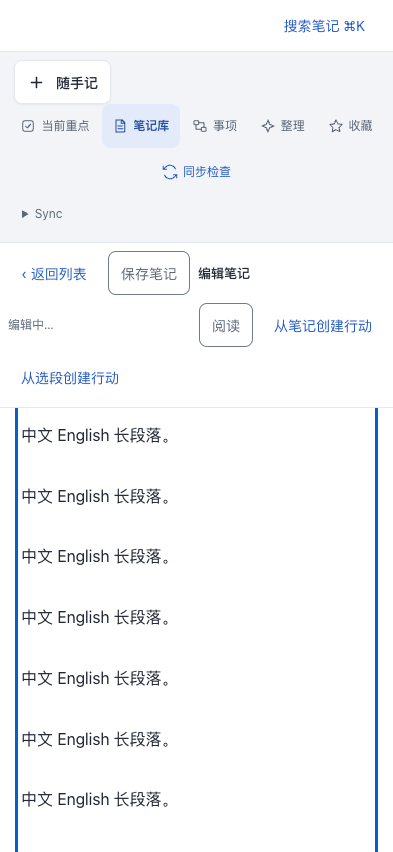 搜索笔记 ⌘K
+ 随手记
当前重点 笔记库 事项 整理 收藏
同步检查
▶ Sync
‹ 返回列表 保存笔记 编辑笔记
编辑中... 阅读 从笔记创建行动
从选段创建行动
中文 English 长段落。
中文 English 长段落。
中文 English 长段落。
中文 English 长段落。
中文 English 长段落。
中文 English 长段落。
中文 English 长段落。